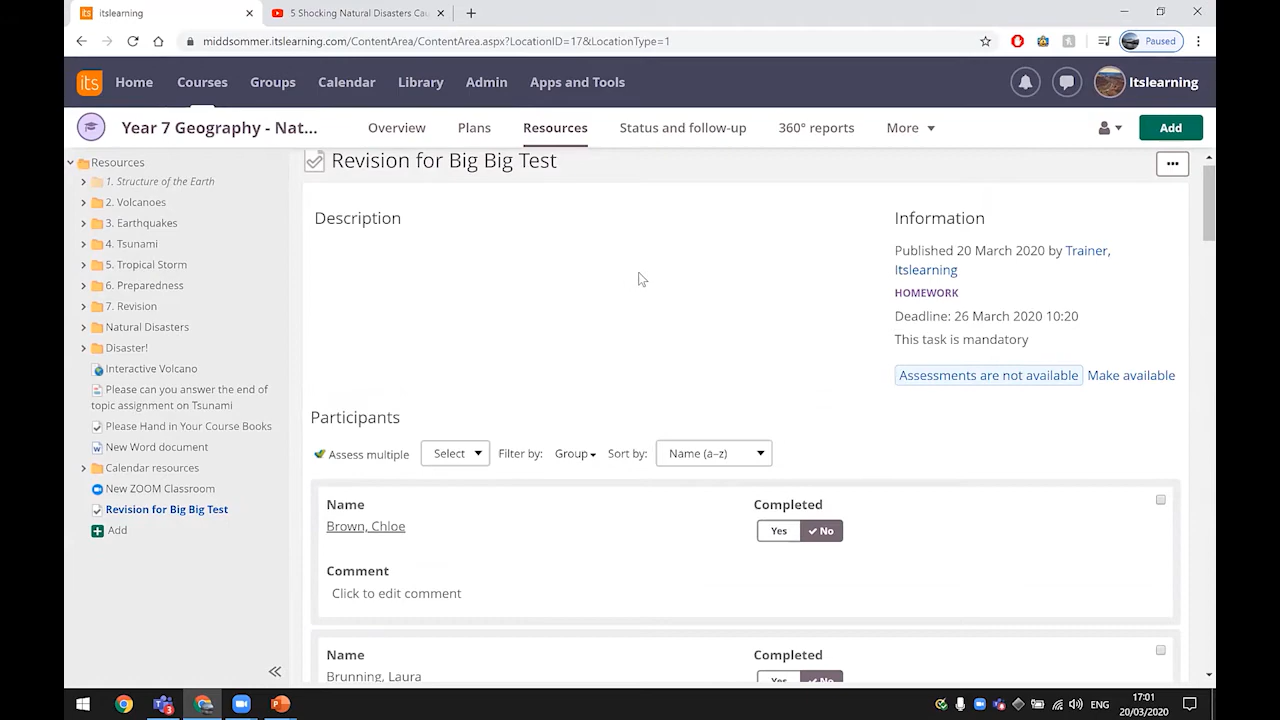 itslearning
5 Shocking Natural Disasters Cau
middsommer.itslearning.com/ContentArea/ContentArea.aspx?LocationID=17&LocationType=1
Paused
its Home Courses Groups Calendar Library Admin Apps and Tools Itslearning
Year 7 Geography - Nat... Overview Plans Resources Status and follow-up 360° reports More Add
Resources
1. Structure of the Earth
2. Volcanoes
3. Earthquakes
4. Tsunami
5. Tropical Storm
6. Preparedness
7. Revision
Natural Disasters
Disaster!
Interactive Volcano
Please can you answer the end of
topic assignment on Tsunami
Please Hand in Your Course Books
New Word document
Calendar resources
New ZOOM Classroom
Revision for Big Big Test
Add
Revision for Big Big Test
...
Description
Information
Published 20 March 2020 by Trainer,
Itslearning
HOMEWORK
Deadline: 26 March 2020 10:20
This task is mandatory
Assessments are not available Make available
Participants
Assess multiple Select Filter by: Group Sort by: Name (a–z)
Name Completed
Brown, Chloe Yes No
Comment
Click to edit comment
Name Completed
Brunning, Laura Yes No
ENG
17:01
20/03/2020